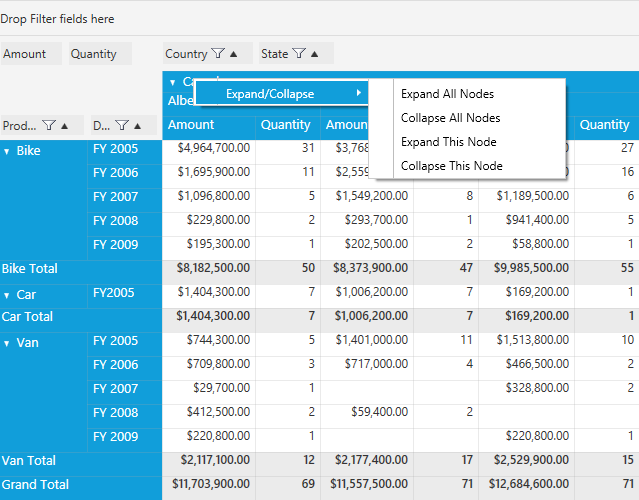 Drop Filter fields here
Amount Quantity Country State
Expand/Collapse Expand All Nodes
Collapse All Nodes
Expand This Node
Collapse This Node
Prod... D... Amount Quantity Quantity
Bike FY 2005 $4,964,700.00 31 27
FY 2006 $1,695,900.00 11 16
FY 2007 $1,096,800.00 5 $1,549,200.00 8 $1,189,500.00 6
FY 2008 $229,800.00 2 $293,700.00 1 $941,400.00 5
FY 2009 $195,300.00 1 $202,500.00 2 $58,800.00 1
Bike Total $8,182,500.00 50 $8,373,900.00 47 $9,985,500.00 55
Car FY2005 $1,404,300.00 7 $1,006,200.00 7 $169,200.00 1
Car Total $1,404,300.00 7 $1,006,200.00 7 $169,200.00 1
Van FY 2005 $744,300.00 5 $1,401,000.00 11 $1,513,800.00 10
FY 2006 $709,800.00 3 $717,000.00 4 $466,500.00 2
FY 2007 $29,700.00 1 $328,800.00 2
FY 2008 $412,500.00 2 $59,400.00 2
FY 2009 $220,800.00 1 $220,800.00 1
Van Total $2,117,100.00 12 $2,177,400.00 17 $2,529,900.00 15
Grand Total $11,703,900.00 69 $11,557,500.00 71 $12,684,600.00 71